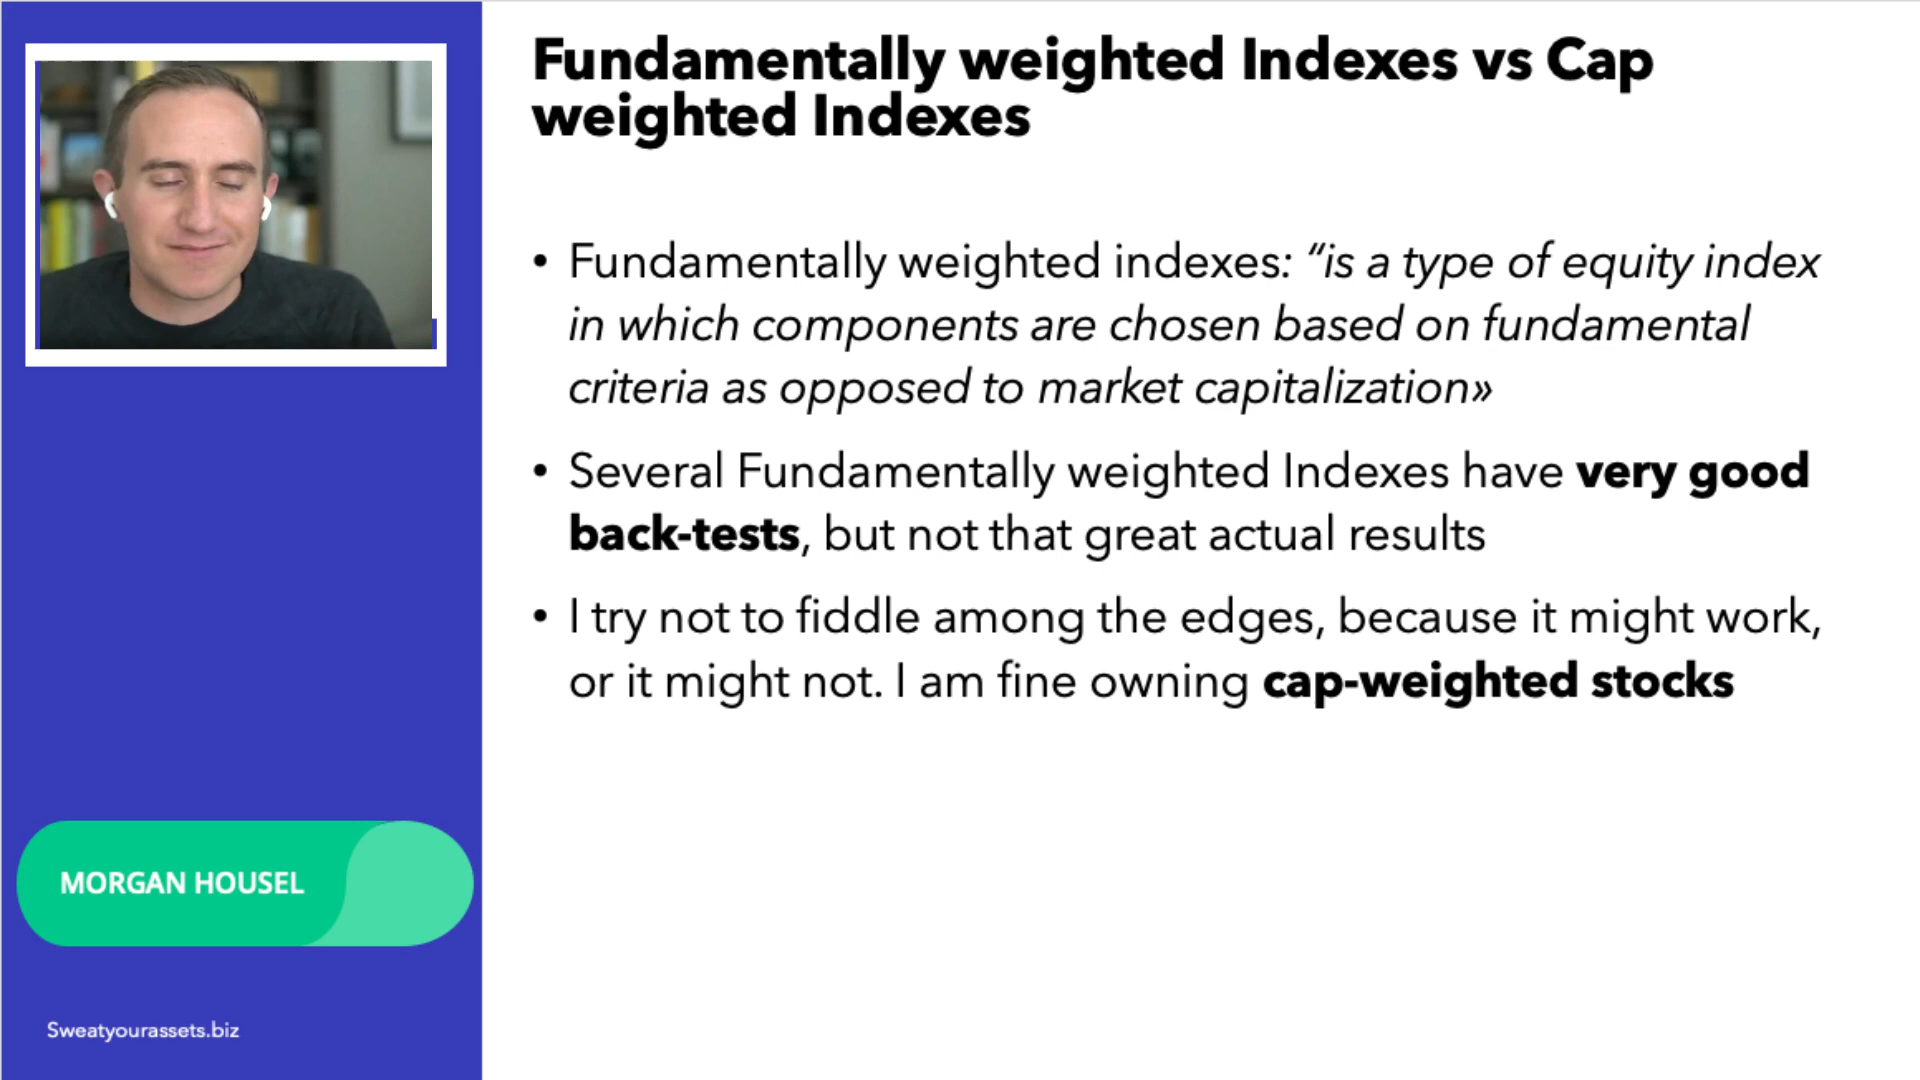 Fundamentally weighted Indexes vs Cap
weighted Indexes
• Fundamentally weighted indexes: “is a type of equity index
in which components are chosen based on fundamental
criteria as opposed to market capitalization»
• Several Fundamentally weighted Indexes have very good
back-tests, but not that great actual results
• I try not to fiddle among the edges, because it might work,
or it might not. I am fine owning cap-weighted stocks
MORGAN HOUSEL
Sweatyourassets.biz